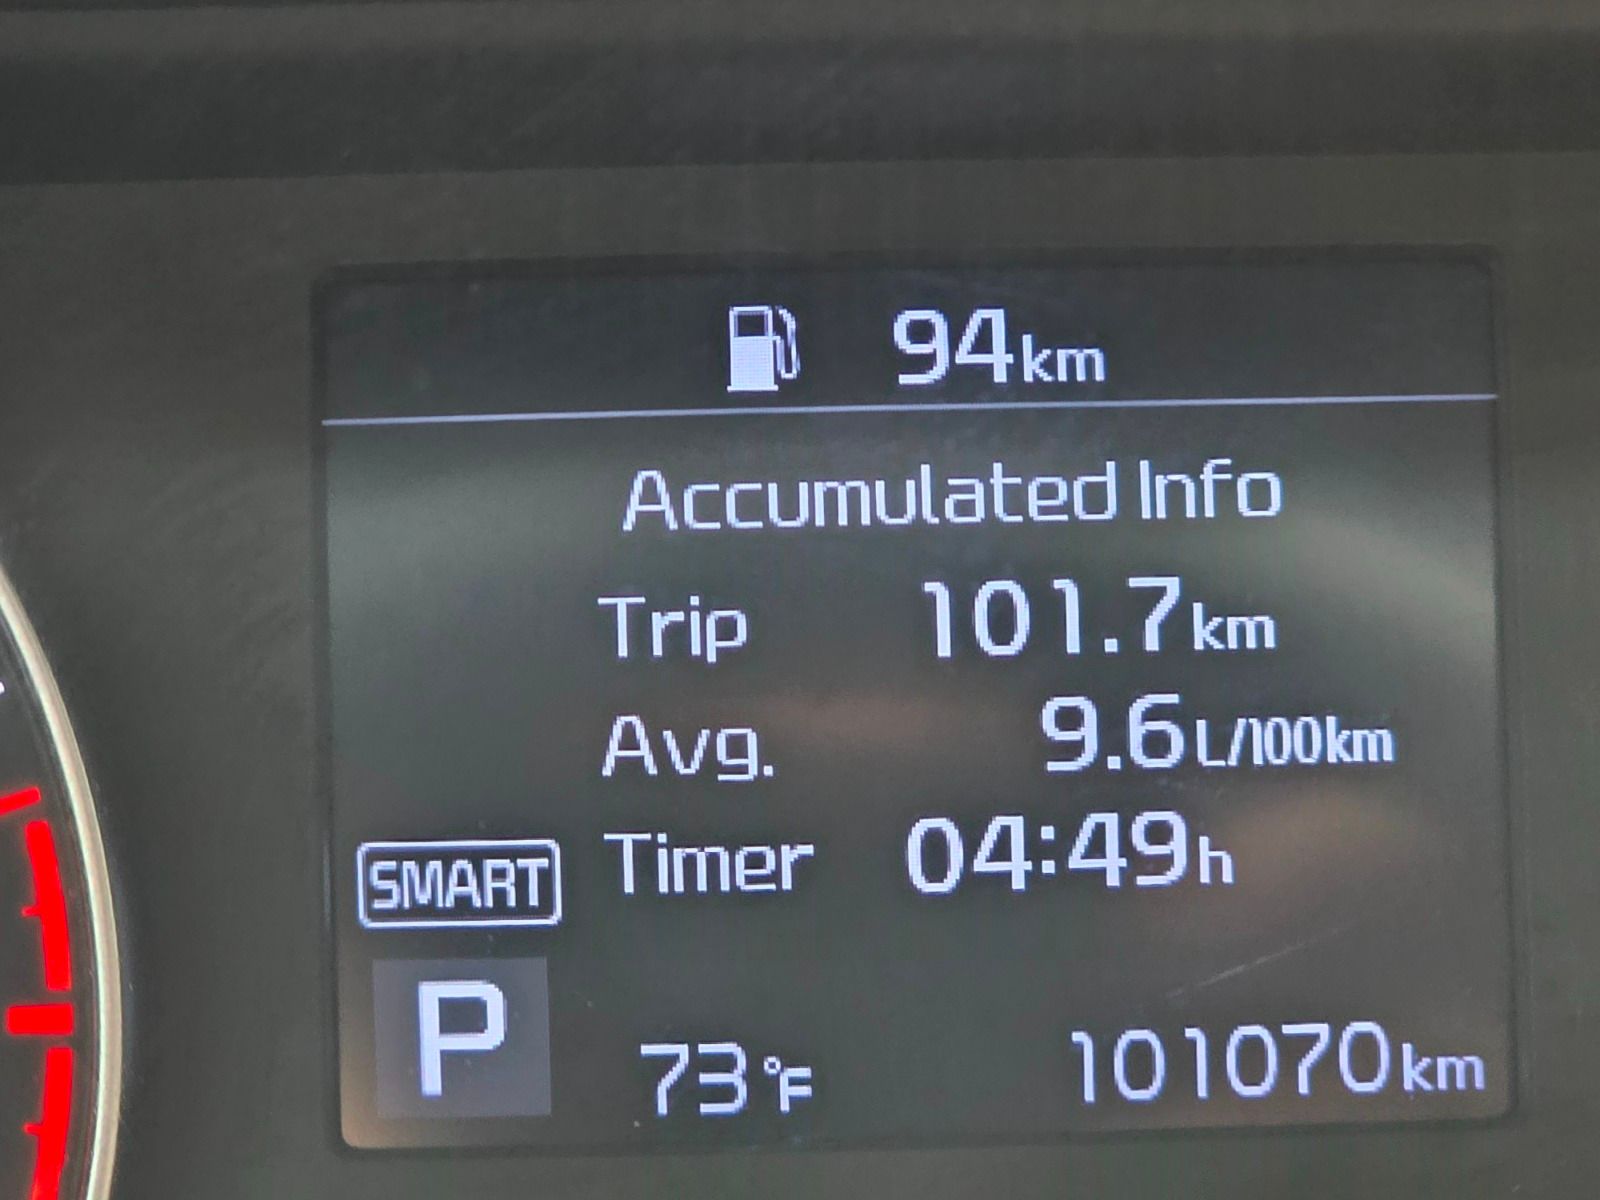 94km
Accumulated Info
Trip 101.7km
Avg. 9.6L/100km
Timer 04:49h
SMART
P
73°F 101070km